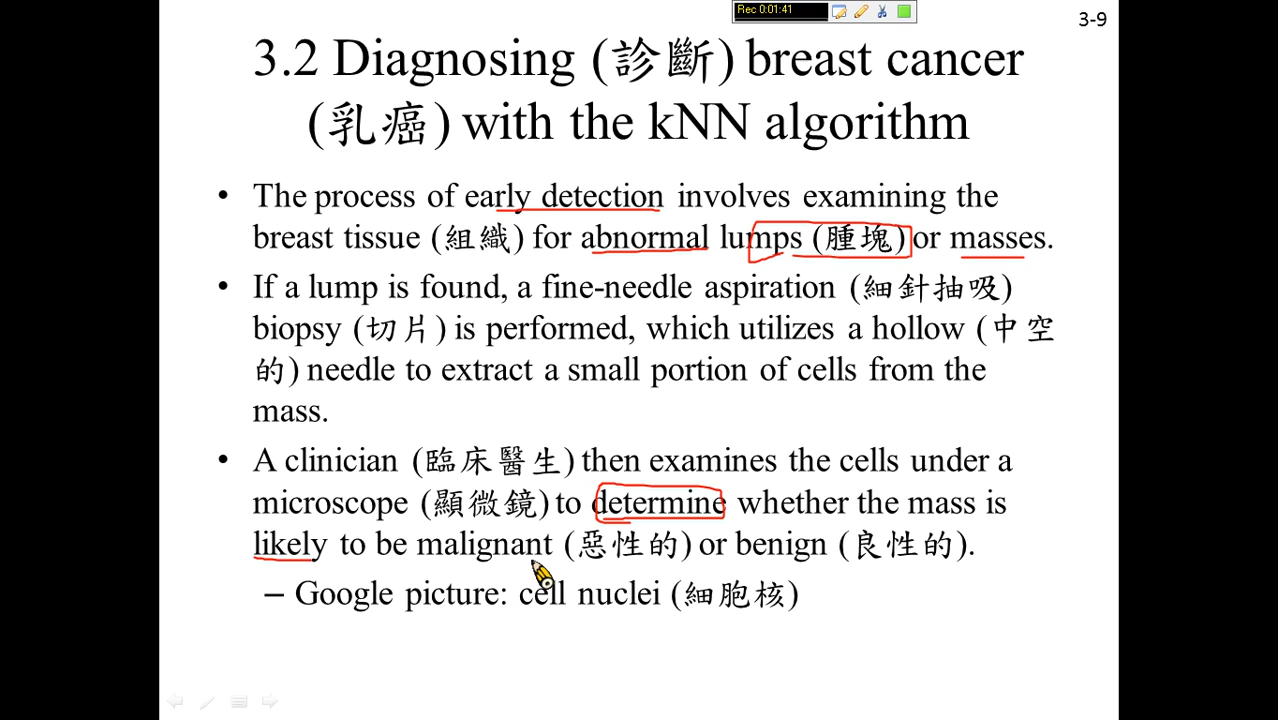 Rec 0:01:41
3-9
3.2 Diagnosing (診斷) breast cancer
(乳癌) with the kNN algorithm
• The process of early detection involves examining the
breast tissue (組織) for abnormal lumps (腫塊) or masses.
• If a lump is found, a fine-needle aspiration (細針抽吸)
biopsy (切片) is performed, which utilizes a hollow (中空
的) needle to extract a small portion of cells from the
mass.
• A clinician (臨床醫生) then examines the cells under a
microscope (顯微鏡) to determine whether the mass is
likely to be malignant (惡性的) or benign (良性的).
– Google picture: cell nuclei (細胞核)